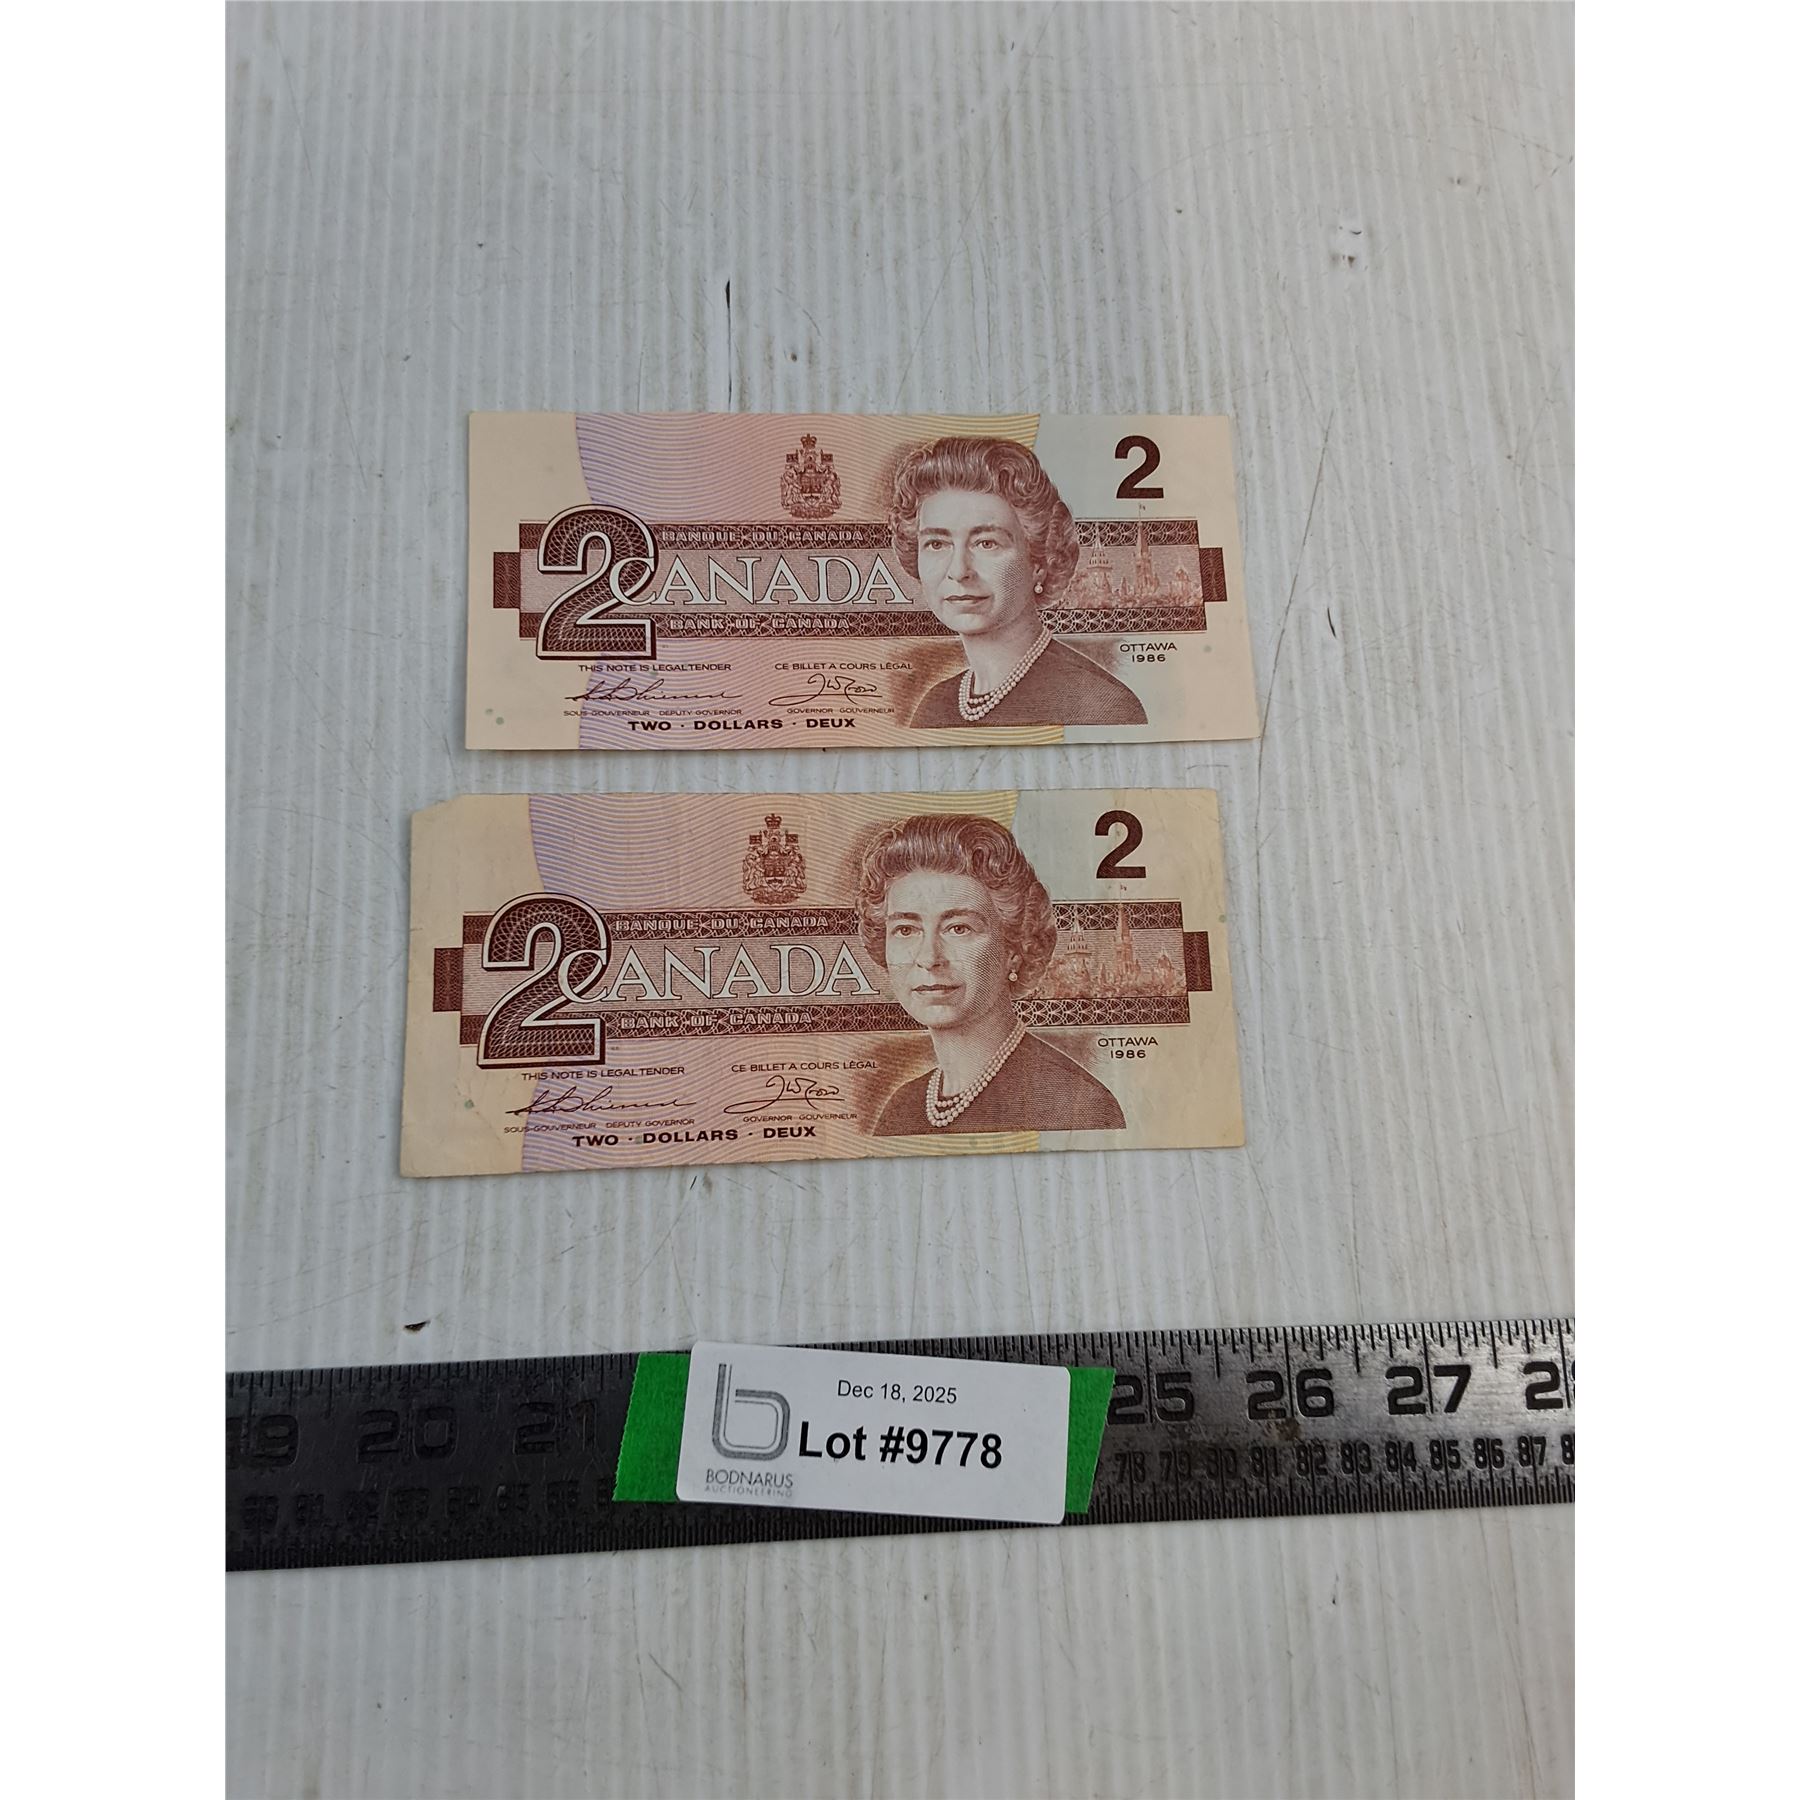 2
BANQUE DU CANADA
2 CANADA
BANK OF CANADA
OTTAWA
1986
THIS NOTE IS LEGAL TENDER CE BILLET A COURS LÉGAL
SOUS-GOUVERNEUR DEPUTY GOVERNOR GOVERNOR GOUVERNEUR
TWO · DOLLARS · DEUX
2
BANQUE DU CANADA
2 CANADA
BANK OF CANADA
OTTAWA
1986
THIS NOTE IS LEGAL TENDER CE BILLET A COURS LÉGAL
SOUS-GOUVERNEUR DEPUTY GOVERNOR GOVERNOR GOUVERNEUR
TWO · DOLLARS · DEUX
20 21 25 26 27
Dec 18, 2025
Lot #9778
BODNARUS
AUCTIONEERING
78 79 80 81 82 83 84 85 86 87